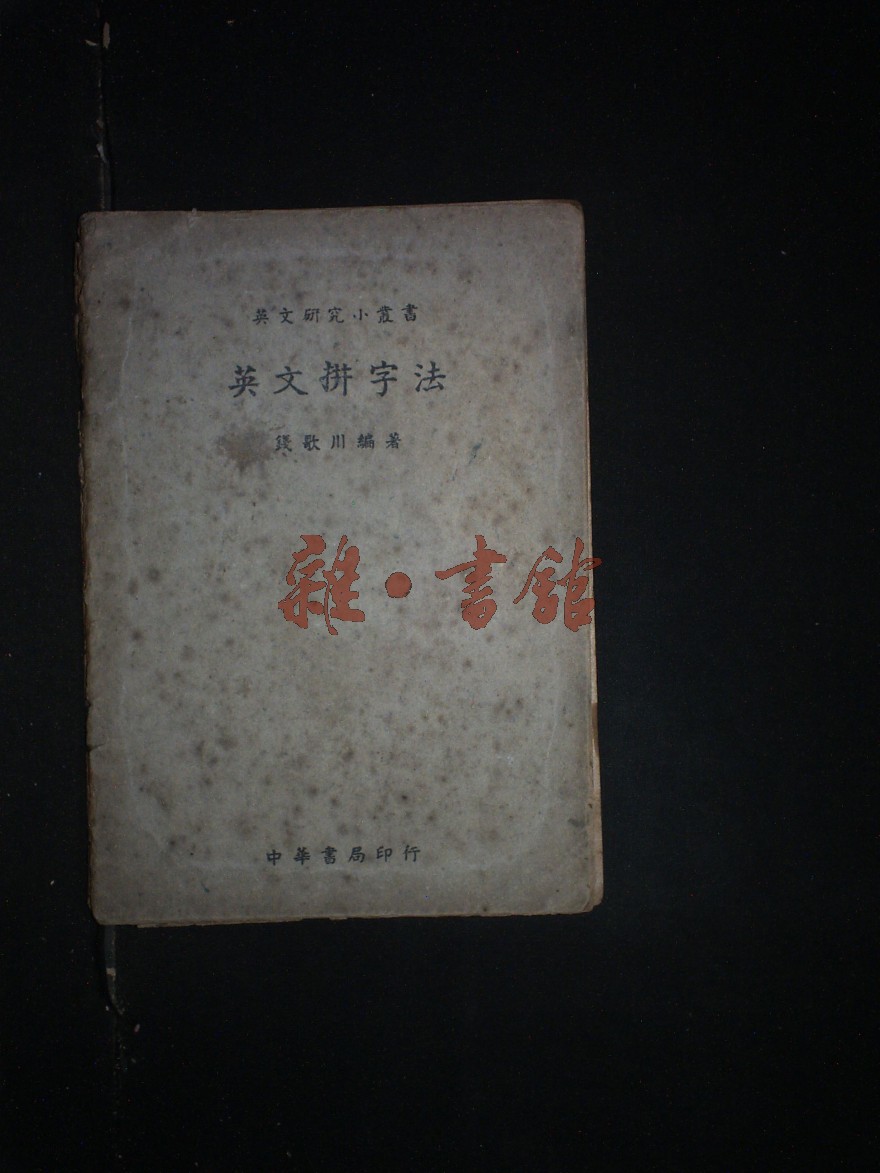 英文研究小叢書
英文拼字法
錢歌川編著
雜·書館
中華書局印行